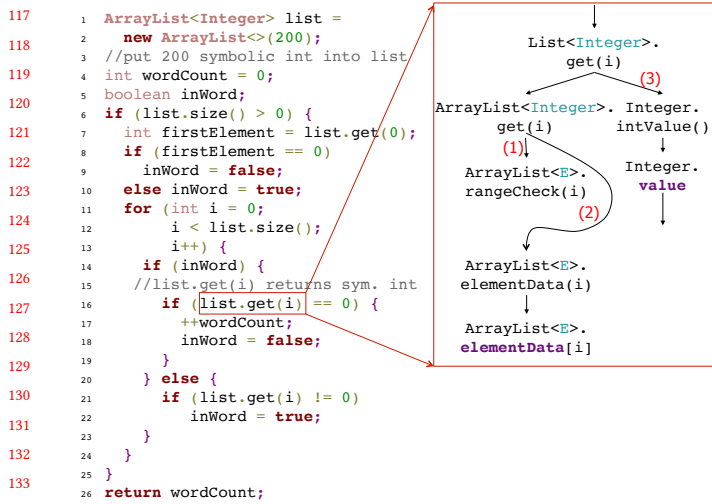 117
118
119
120
121
122
123
124
125
126
127
128
129
130
131
132
133
1 ArrayList<Integer> list =
2 new ArrayList<>(200);
3 //put 200 symbolic int into list
4 int wordCount = 0;
5 boolean inWord;
6 if (list.size() > 0) {
7 int firstElement = list.get(0);
8 if (firstElement == 0)
9 inWord = false;
10 else inWord = true;
11 for (int i = 0;
12 i < list.size();
13 i++) {
14 if (inWord) {
15 //list.get(i) returns sym. int
16 if (list.get(i) == 0) {
17 ++wordCount;
18 inWord = false;
19 }
20 } else {
21 if (list.get(i) != 0)
22 inWord = true;
23 }
24 }
25 }
26 return wordCount;
List<Integer>.
get(i)
(3)
ArrayList<Integer>.
get(i)
Integer.
intValue()
(1)
ArrayList<E>.
rangeCheck(i)
Integer.
value
(2)
ArrayList<E>.
elementData(i)
ArrayList<E>.
elementData[i]